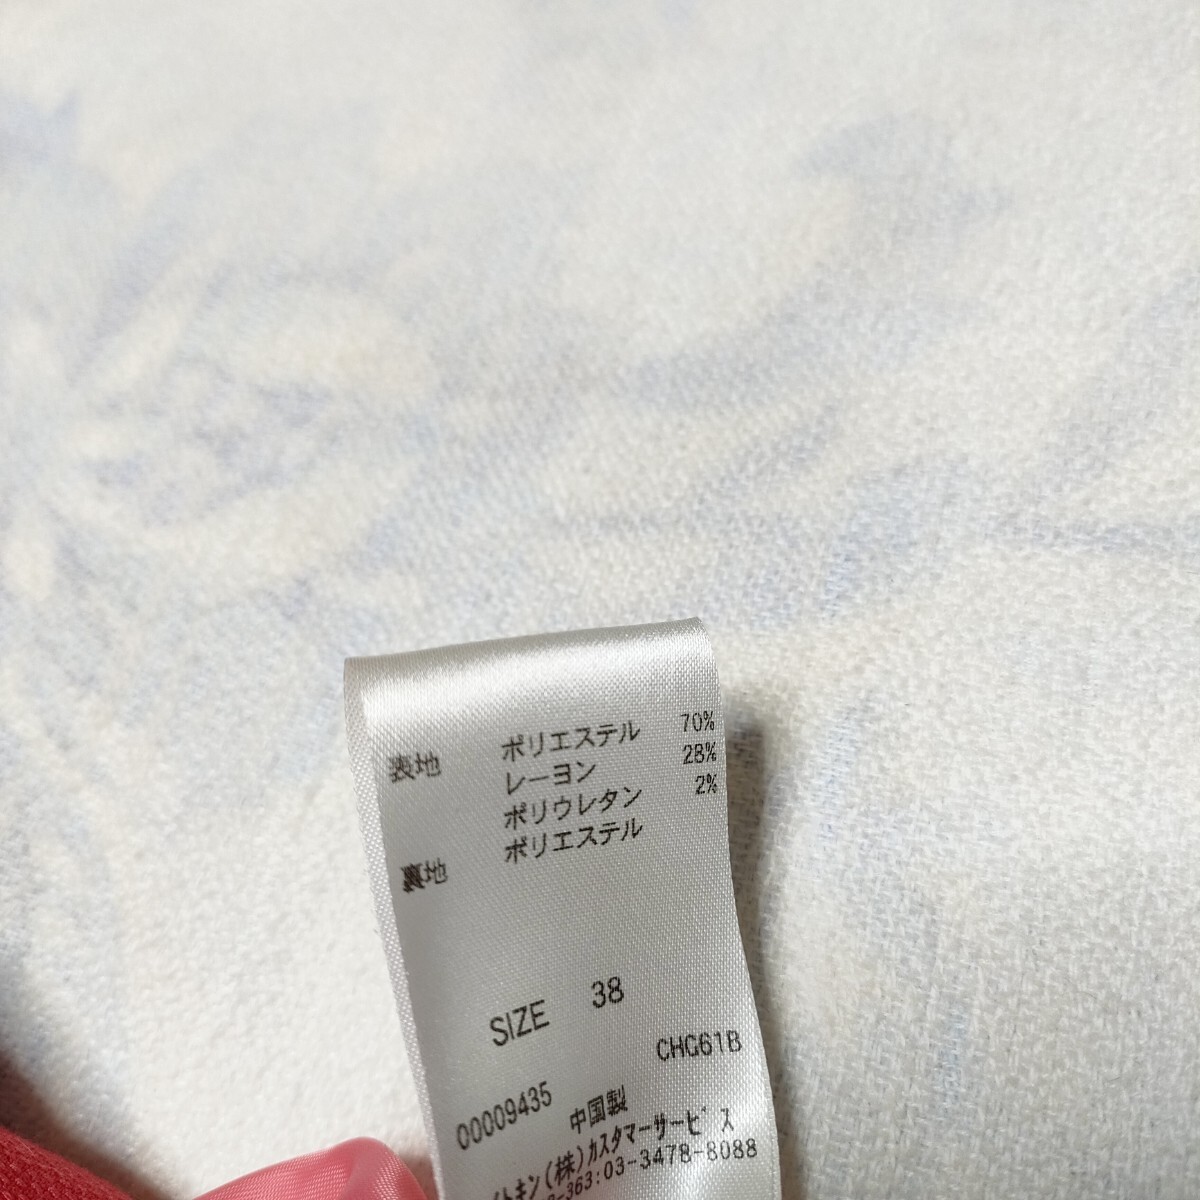 表地 ポリエステル 70%
レーヨン 28%
ポリウレタン 2%
裏地 ポリエステル
SIZE 38
CHG61B
00009435 中国製
イトキン(株)カスタマーサービス
-363:03-3478-8088